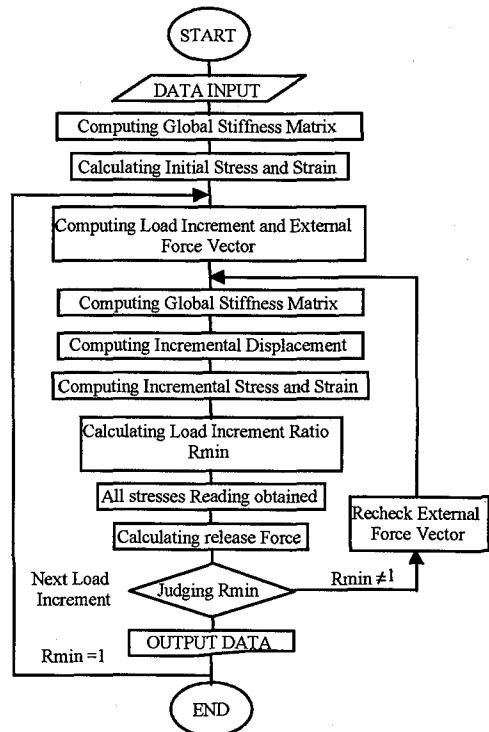 START
DATA INPUT
Computing Global Stiffness Matrix
Calculating Initial Stress and Strain
Computing Load Increment and External
Force Vector
Computing Global Stiffness Matrix
Computing Incremental Displacement
Computing Incremental Stress and Strain
Calculating Load Increment Ratio
Rmin
All stresses Reading obtained
Calculating release Force
Recheck External
Force Vector
Next Load
Increment
Judging Rmin
Rmin ≠1
OUTPUT DATA
Rmin =1
END